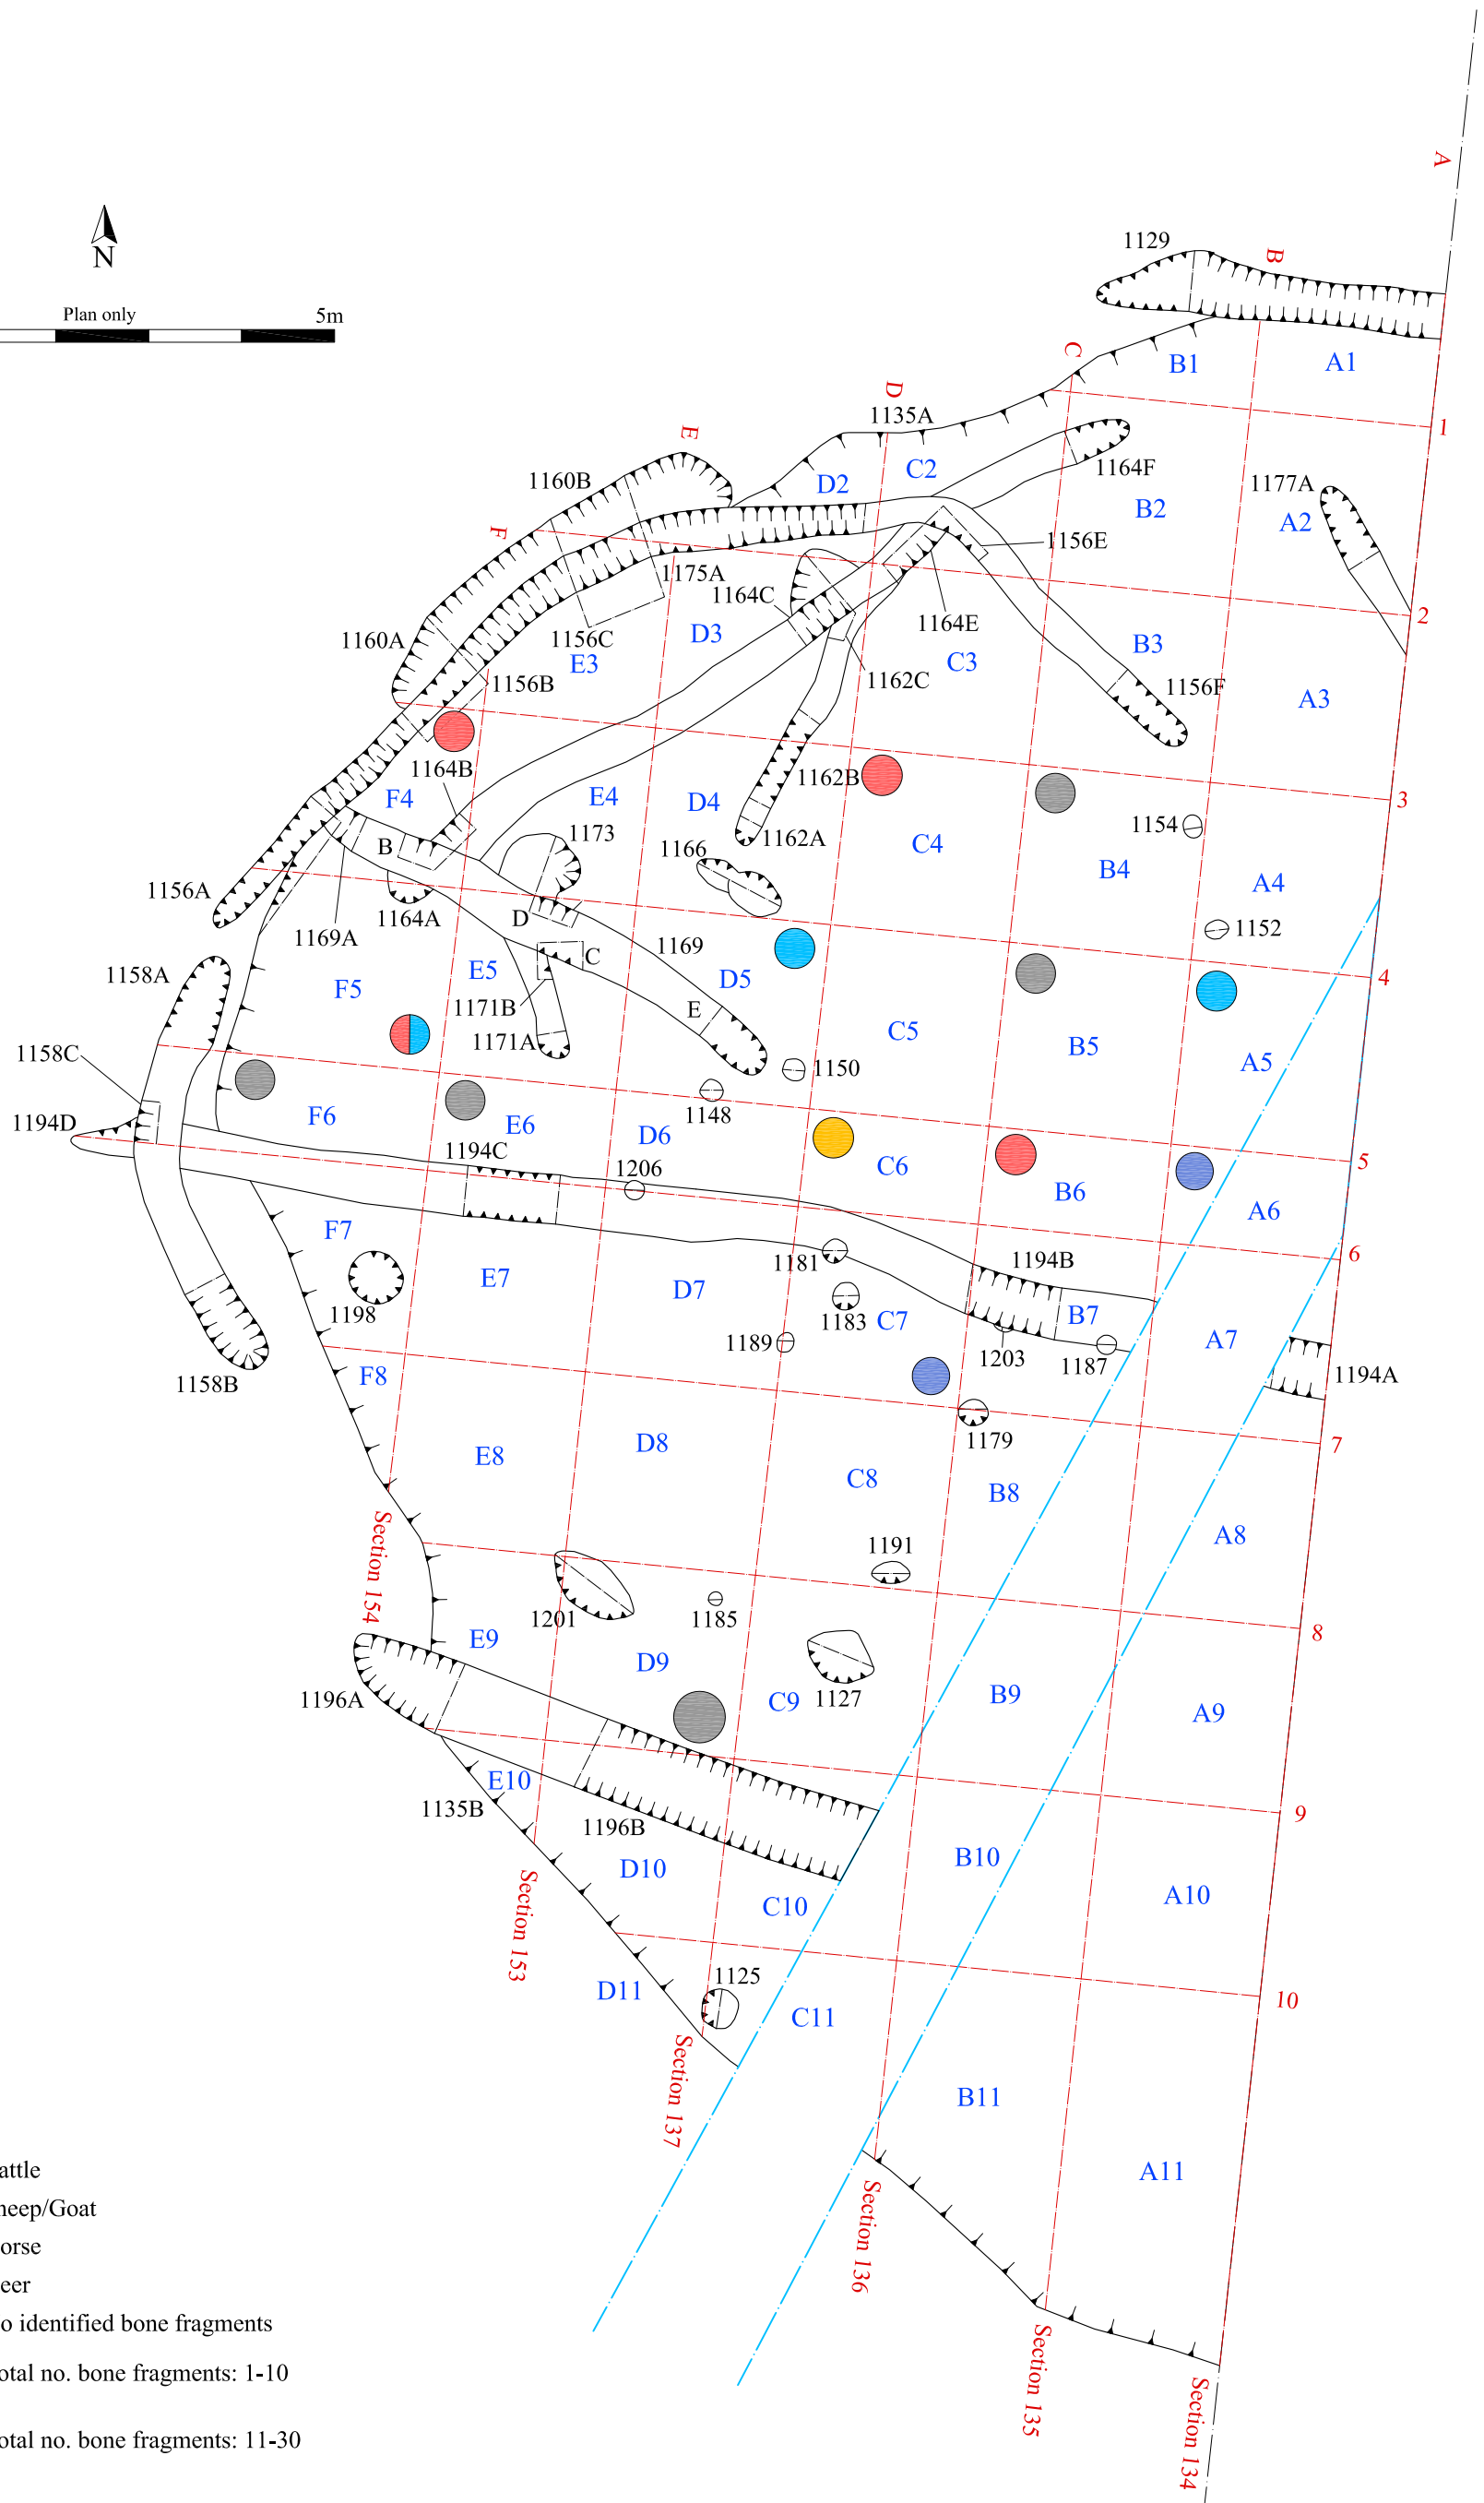 A
1129
B
N
Plan only
5m
B1
A1
C
D
1135A
1
E
C2
1164F
1160B
D2
1177A
B2
A2
F
1156E
1175A
1164C
2
1160A
1156C
D3
1164E
B3
E3
C3
1162C
1156B
1156F
A3
1164B
1162B
3
F4
E4
D4
1154
1173
1162A
C4
B
1166
B4
A4
1156A
1164A
D
1152
1169A
1169
C
1158A
E5
D5
4
F5
1171B
E
C5
1171A
B5
1158C
1150
A5
1194D
F6
E6
1148
D6
1194C
C6
5
1206
B6
A6
F7
1181
1194B
6
E7
D7
1198
1183
C7
B7
1189
A7
1203
1187
1158B
F8
1194A
1179
7
D8
E8
C8
B8
Section 154
A8
1191
1201
1185
8
E9
D9
1196A
C9
1127
B9
A9
E10
1135B
9
1196B
D10
B10
C10
A10
Section 153
1125
D11
C11
10
Section 137
B11
A11
attle
heep/Goat
Section 136
orse
eer
o identified bone fragments
Section 135
otal no. bone fragments: 1-10
Section 134
otal no. bone fragments: 11-30